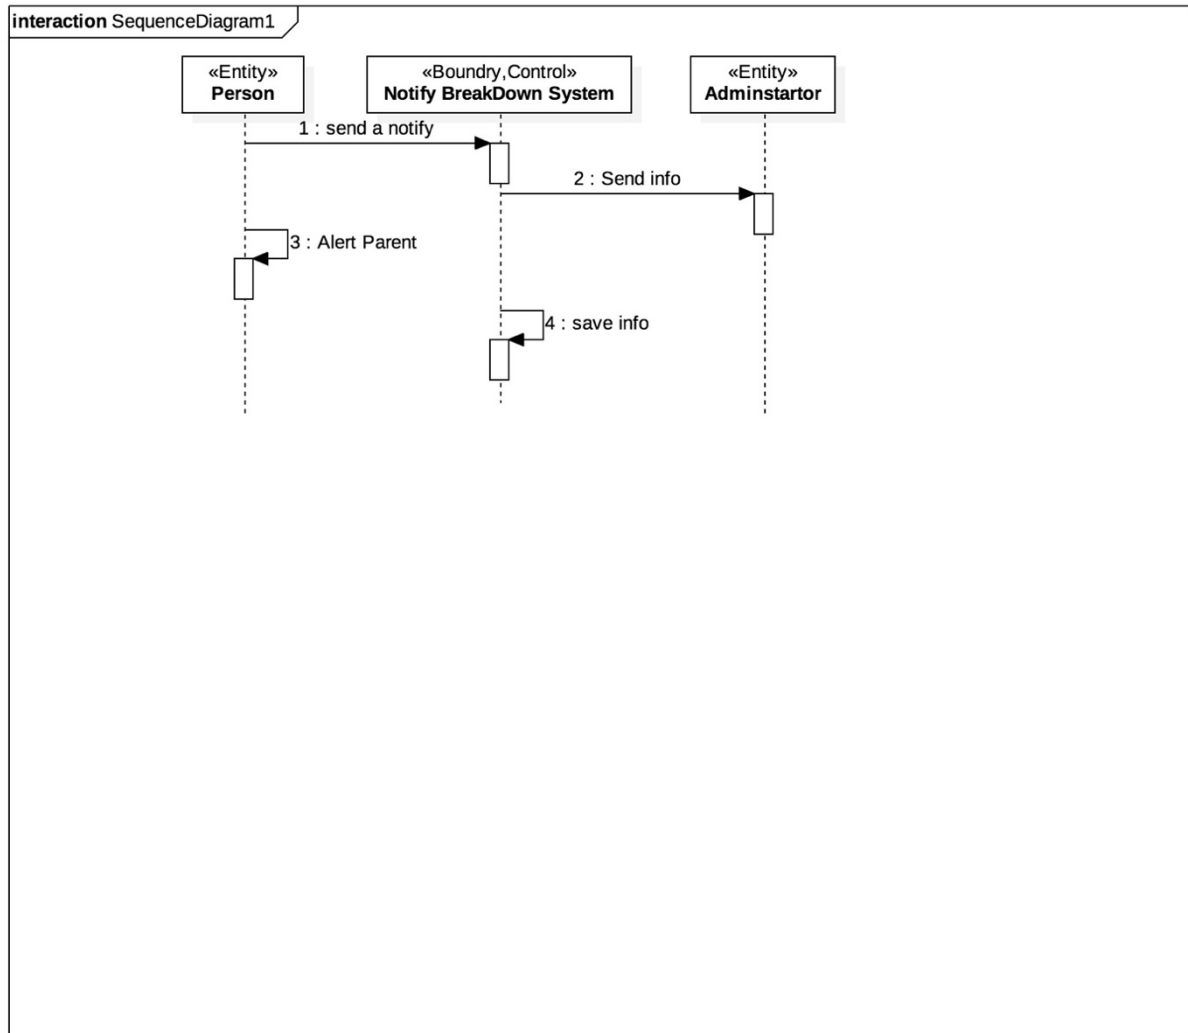 interaction SequenceDiagram1
«Entity»
Person
«Boundry,Control»
Notify BreakDown System
«Entity»
Adminstartor
1 : send a notify
2 : Send info
3 : Alert Parent
4 : save info